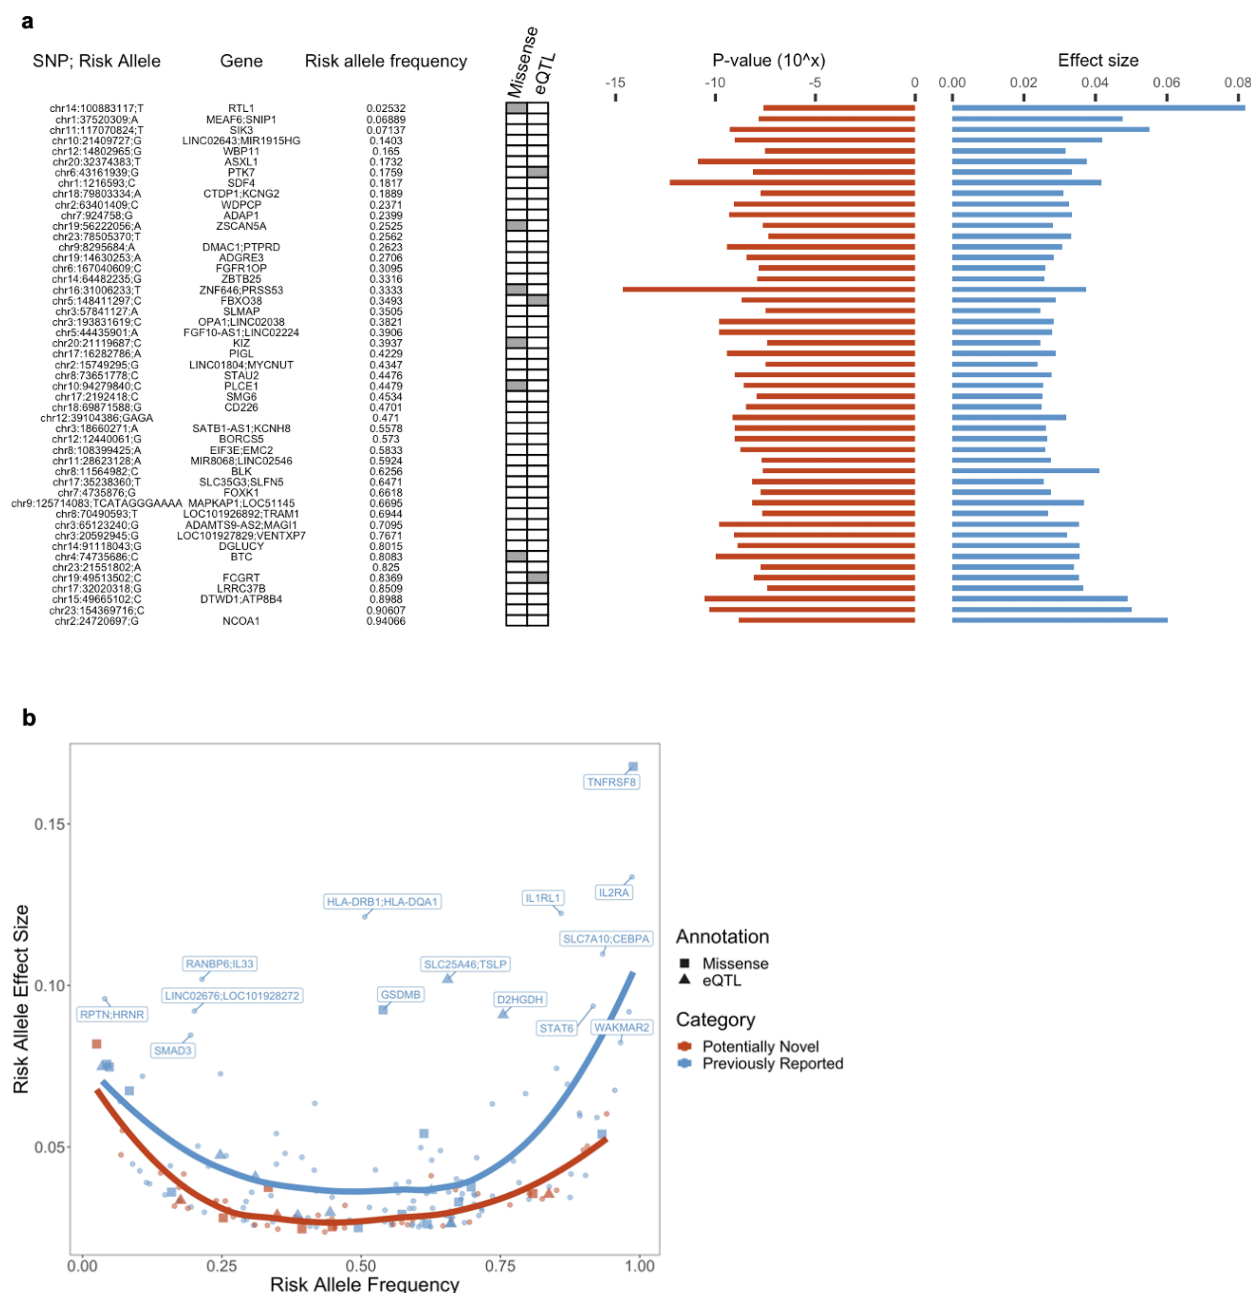 a
SNP; Risk Allele Gene Risk allele frequency Missense eQTL P-value (10^x) Effect size
-15 -10 -5 0 0.00 0.02 0.04 0.06 0.08
chr14:100883117;T RTL1 0.02532
chr1:37520309;A MEAF6;SNIP1 0.06889
chr11:117070824;T SIK3 0.07137
chr10:21409727;G LINC02643;MIR1915HG 0.1403
chr12:14802965;G WBP11 0.165
chr20:32374383;T ASXL1 0.1732
chr6:43161939;G PTK7 0.1759
chr1:1216593;C SDF4 0.1817
chr18:79803334;A CTDP1;KCNG2 0.1889
chr2:63401409;C WDPCP 0.2371
chr7:924758;G ADAP1 0.2399
chr19:56222056;A ZSCAN5A 0.2525
chr23:78505370;T 0.2562
chr9:8295684;A DMAC1;PTPRD 0.2623
chr19:14630253;A ADGRE3 0.2706
chr6:167040609;C FGFR1OP 0.3095
chr14:64482235;G ZBTB25 0.3316
chr16:31006233;T ZNF646;PRSS53 0.3333
chr5:148411297;C FBXO38 0.3493
chr3:57841127;A SLMAP 0.3505
chr3:193831619;C OPA1;LINC02038 0.3821
chr5:44435901;A FGF10-AS1;LINC02224 0.3906
chr20:21119687;C KIZ 0.3937
chr17:16282786;A PIGL 0.4229
chr2:15749295;G LINC01804;MYCNUT 0.4347
chr8:73651778;C STAU2 0.4476
chr10:94279840;C PLCE1 0.4479
chr17:2192418;C SMG6 0.4534
chr18:69871588;G CD226 0.4701
chr12:39104386;GAGA 0.471
chr3:18660271;A SATB1-AS1;KCNH8 0.5578
chr12:12440061;G BORCS5 0.573
chr8:108399425;A EIF3E;EMC2 0.5833
chr11:28623128;A MIR8068;LINC02546 0.5924
chr8:11564982;C BLK 0.6256
chr17:35238360;T SLC35G3;SLFN5 0.6471
chr7:4735876;G FOXK1 0.6618
chr9:125714083;TCATAGGGAAAA MAPKAP1;LOC51145 0.6695
chr8:70490593;T LOC101926892;TRAM1 0.6944
chr3:65123240;G ADAMTS9-AS2;MAGI1 0.7095
chr3:20592945;G LOC101927829;VENTXP7 0.7671
chr14:91118043;G DGLUCY 0.8015
chr4:74735686;C BTC 0.8083
chr23:21551802;A 0.825
chr19:49513502;C FCGRT 0.8369
chr17:32020318;G LRRC37B 0.8509
chr15:49665102;C DTWD1;ATP8B4 0.8988
chr23:154369716;C 0.90607
chr2:24720697;G NCOA1 0.94066
b
TNFRSF8
0.15
IL2RA
HLA-DRB1;HLA-DQA1 IL1RL1
SLC7A10;CEBPA
RANBP6;IL33 SLC25A46;TSLP
0.10
LINC02676;LOC101928272 GSDMB D2HGDH
RPTN;HRNR STAT6 WAKMAR2
SMAD3
0.05
0.00 0.25 0.50 0.75 1.00
Risk Allele Frequency
Risk Allele Effect Size
Annotation
Missense
eQTL
Category
Potentially Novel
Previously Reported